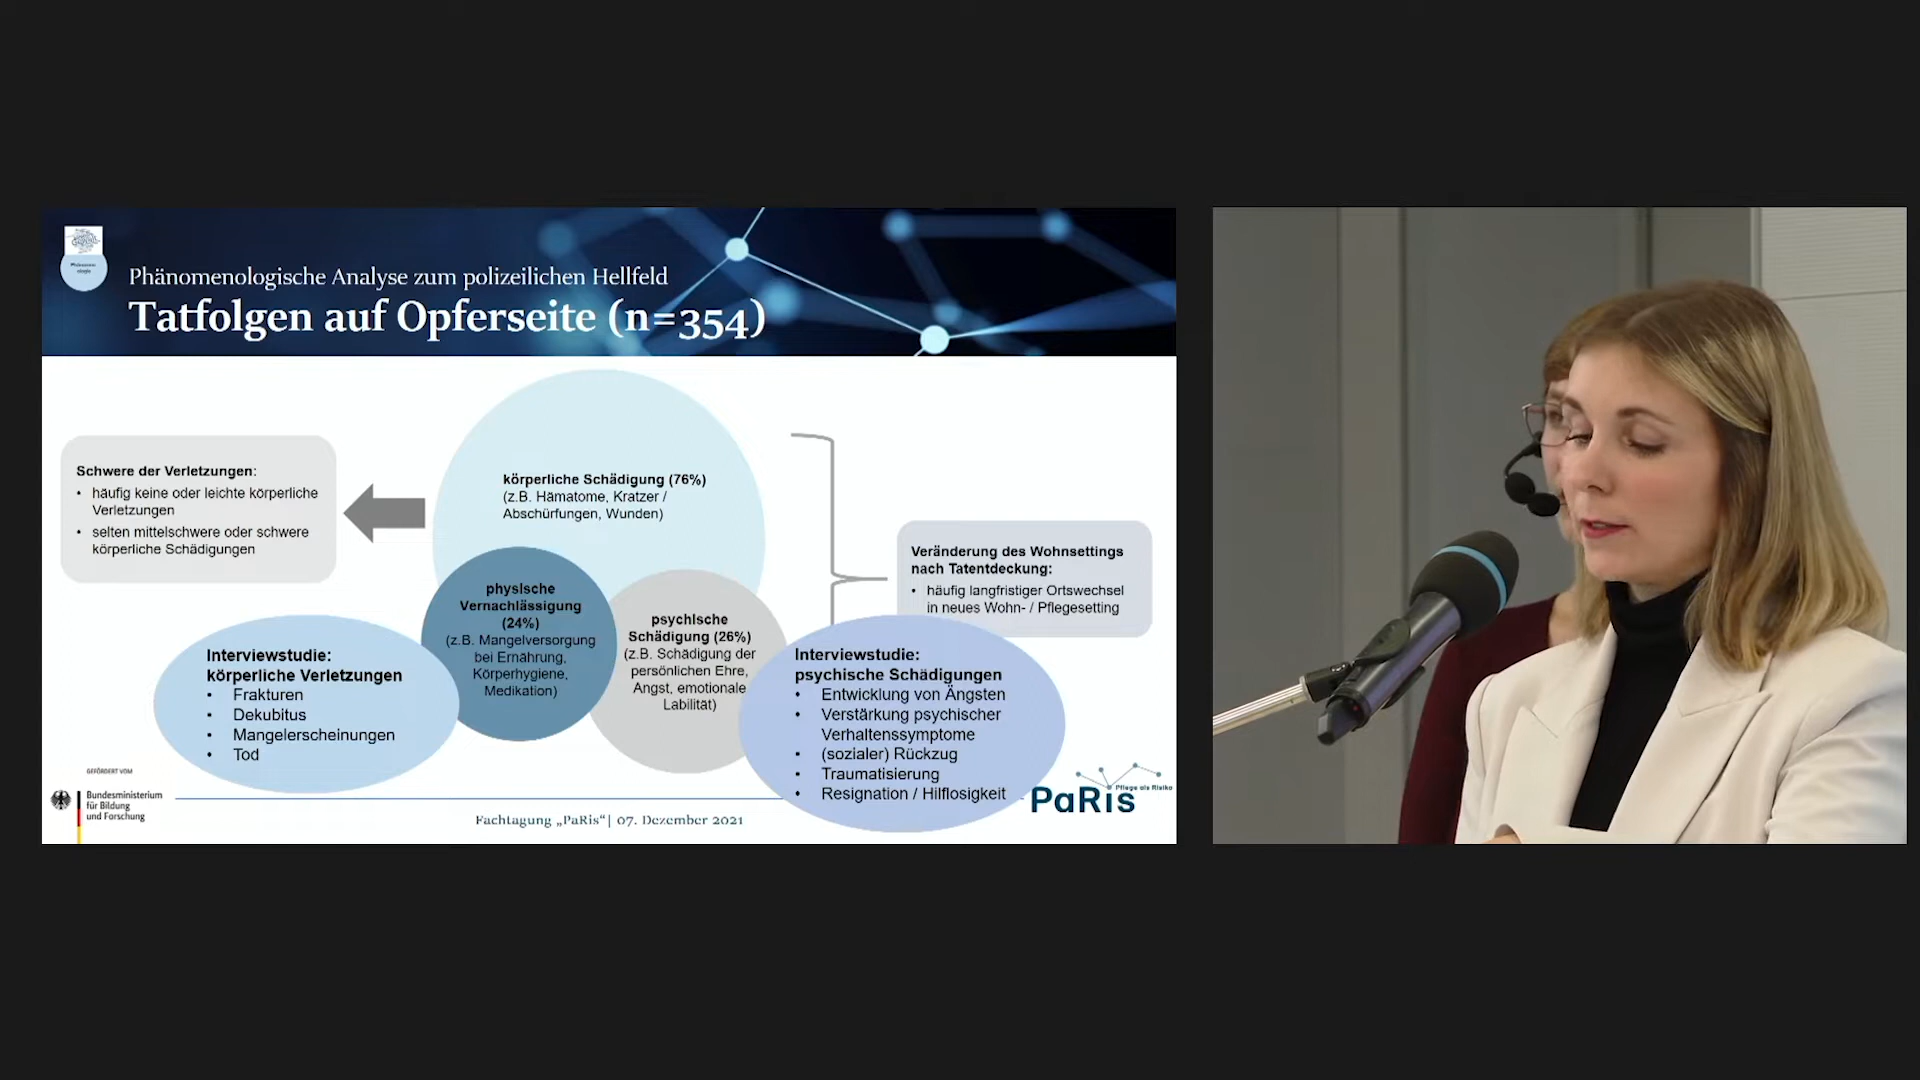 Phänomenologische Analyse zum polizeilichen Hellfeld
Tatfolgen auf Opferseite (n=354)
Schwere der Verletzungen:
• häufig keine oder leichte körperliche
Verletzungen
• selten mittelschwere oder schwere
körperliche Schädigungen
körperliche Schädigung (76%)
(z.B. Hämatome, Kratzer /
Abschürfungen, Wunden)
physische
Vernachlässigung
(24%)
(z.B. Mangelversorgung
bei Ernährung,
Körperhygiene,
Medikation)
psychische
Schädigung (26%)
(z.B. Schädigung der
persönlichen Ehre,
Angst, emotionale
Labilität)
Veränderung des Wohnsettings
nach Tatentdeckung:
• häufig langfristiger Ortswechsel
in neues Wohn- / Pflegesetting
Interviewstudie:
körperliche Verletzungen
• Frakturen
• Dekubitus
• Mangelerscheinungen
• Tod
Interviewstudie:
psychische Schädigungen
• Entwicklung von Ängsten
• Verstärkung psychischer
Verhaltenssymptome
• (sozialer) Rückzug
• Traumatisierung
• Resignation / Hilflosigkeit
GEFÖRDERT VOM
Bundesministerium
für Bildung
und Forschung
Fachtagung „PaRis“| 07. Dezember 2021
Pflege als Risiko
PaRis